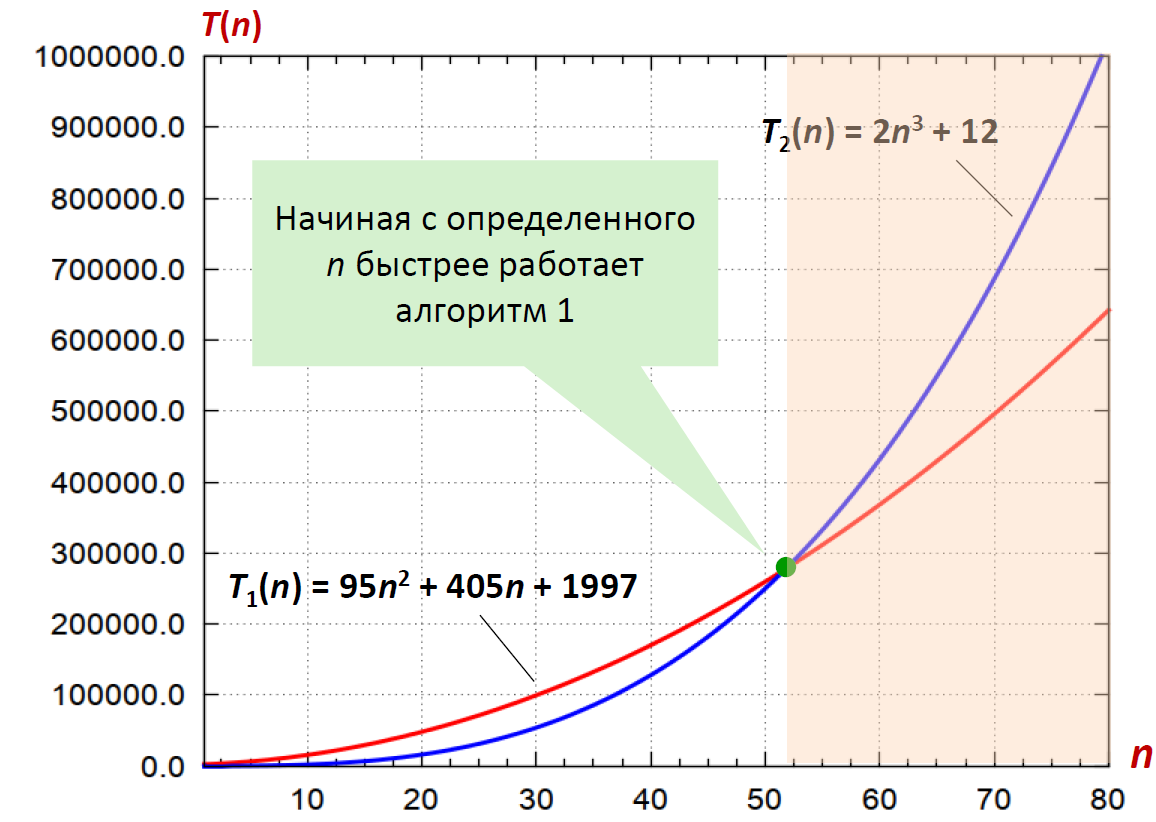 T(n)
1000000.0
900000.0
800000.0
700000.0
600000.0
500000.0
400000.0
300000.0
200000.0
100000.0
0.0
T₂(n) = 2n³ + 12
Начиная с определенного
n быстрее работает
алгоритм 1
T₁(n) = 95n² + 405n + 1997
n
10 20 30 40 50 60 70 80